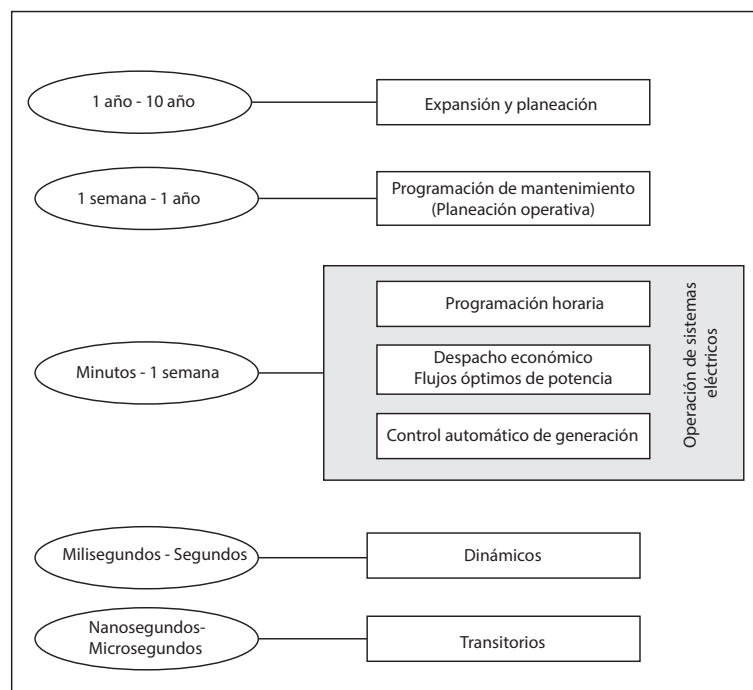 1 año - 10 año
Expansión y planeación
1 semana - 1 año
Programación de mantenimiento
(Planeación operativa)
Minutos - 1 semana
Programación horaria
Despacho económico
Flujos óptimos de potencia
Control automático de generación
Operación de sistemas
eléctricos
Milisegundos - Segundos
Dinámicos
Nanosegundos-
Microsegundos
Transitorios